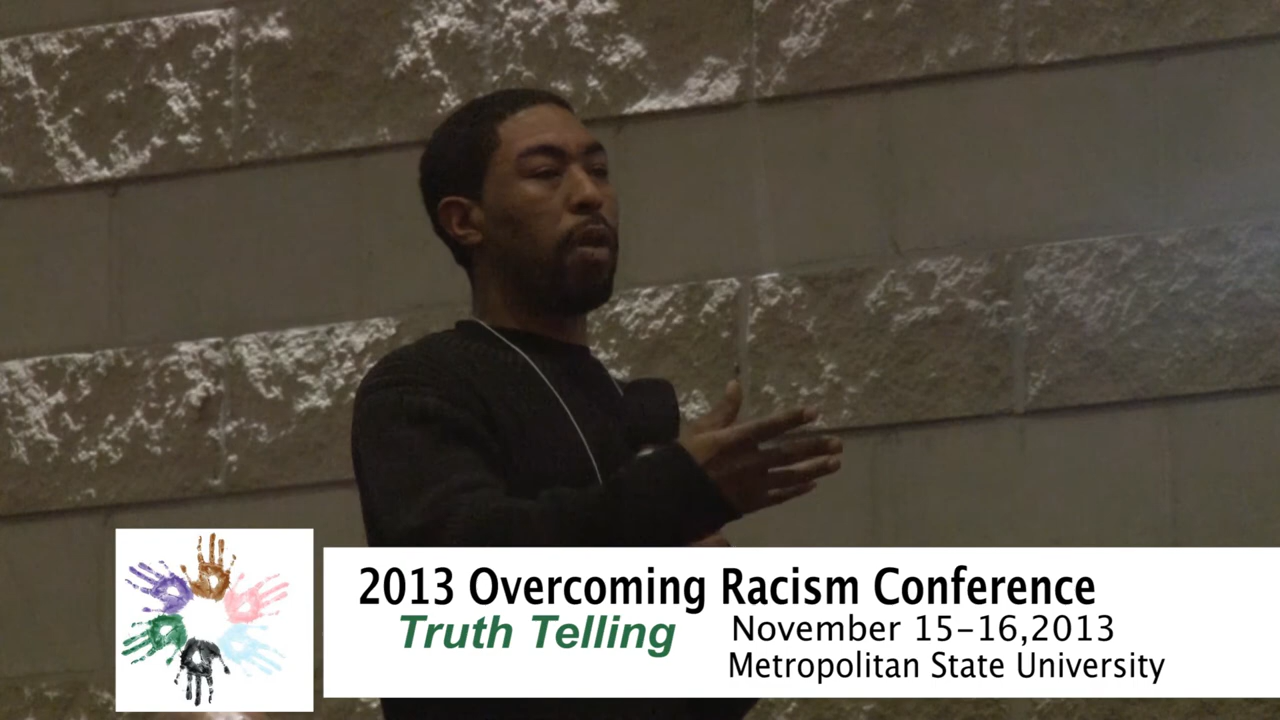 2013 Overcoming Racism Conference
Truth Telling
November 15-16,2013
Metropolitan State University